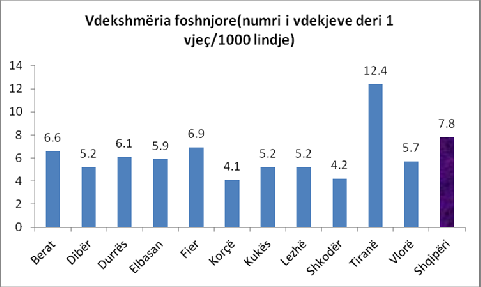 Vdekshmëria foshnjore(numri i vdekjeve deri 1
vjeç/1000 lindje)
14
12
10
8
6
4
2
0
6.6
5.2
6.1
5.9
6.9
4.1
5.2
5.2
4.2
12.4
5.7
7.8
Berat
Dibër
Durrës
Elbasan
Fier
Korçë
Kukës
Lezhë
Shkodër
Tiranë
Vlorë
Shqipëri